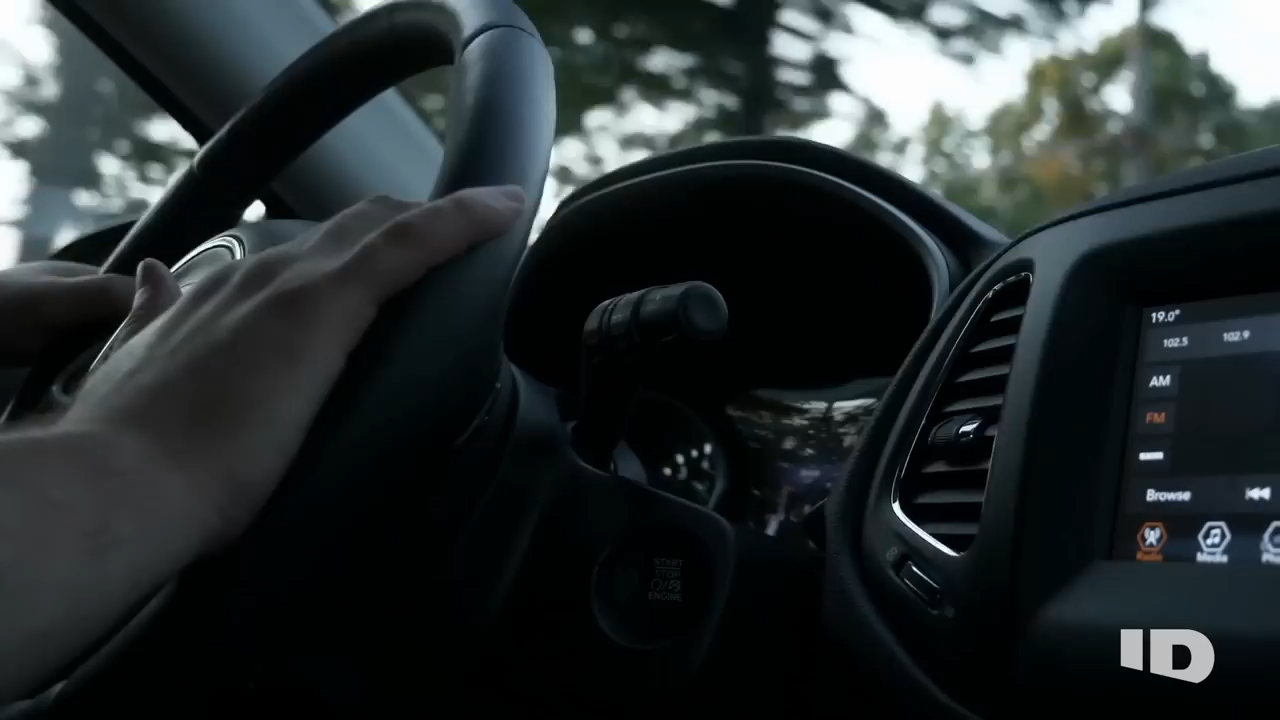 19.0°
102.5 102.9
AM
FM
Browse
Radio
Media
START
STOP
ENGINE
ID